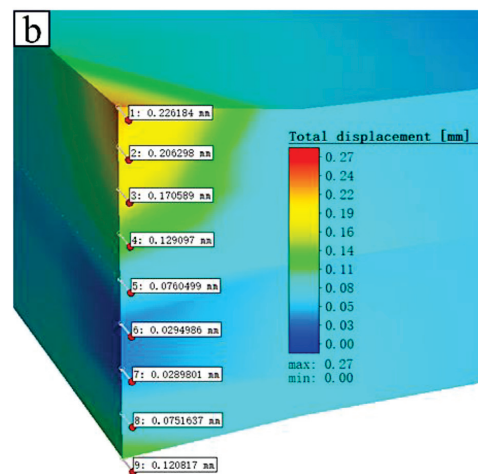 b
1: 0.226184 mm
2: 0.206298 mm
3: 0.170589 mm
4: 0.129097 mm
5: 0.0760499 mm
6: 0.0294986 mm
7: 0.0289801 mm
8: 0.0751637 mm
9: 0.120817 mm
Total displacement [mm]
0.27
0.24
0.22
0.19
0.16
0.14
0.11
0.08
0.05
0.03
0.00
max: 0.27
min: 0.00